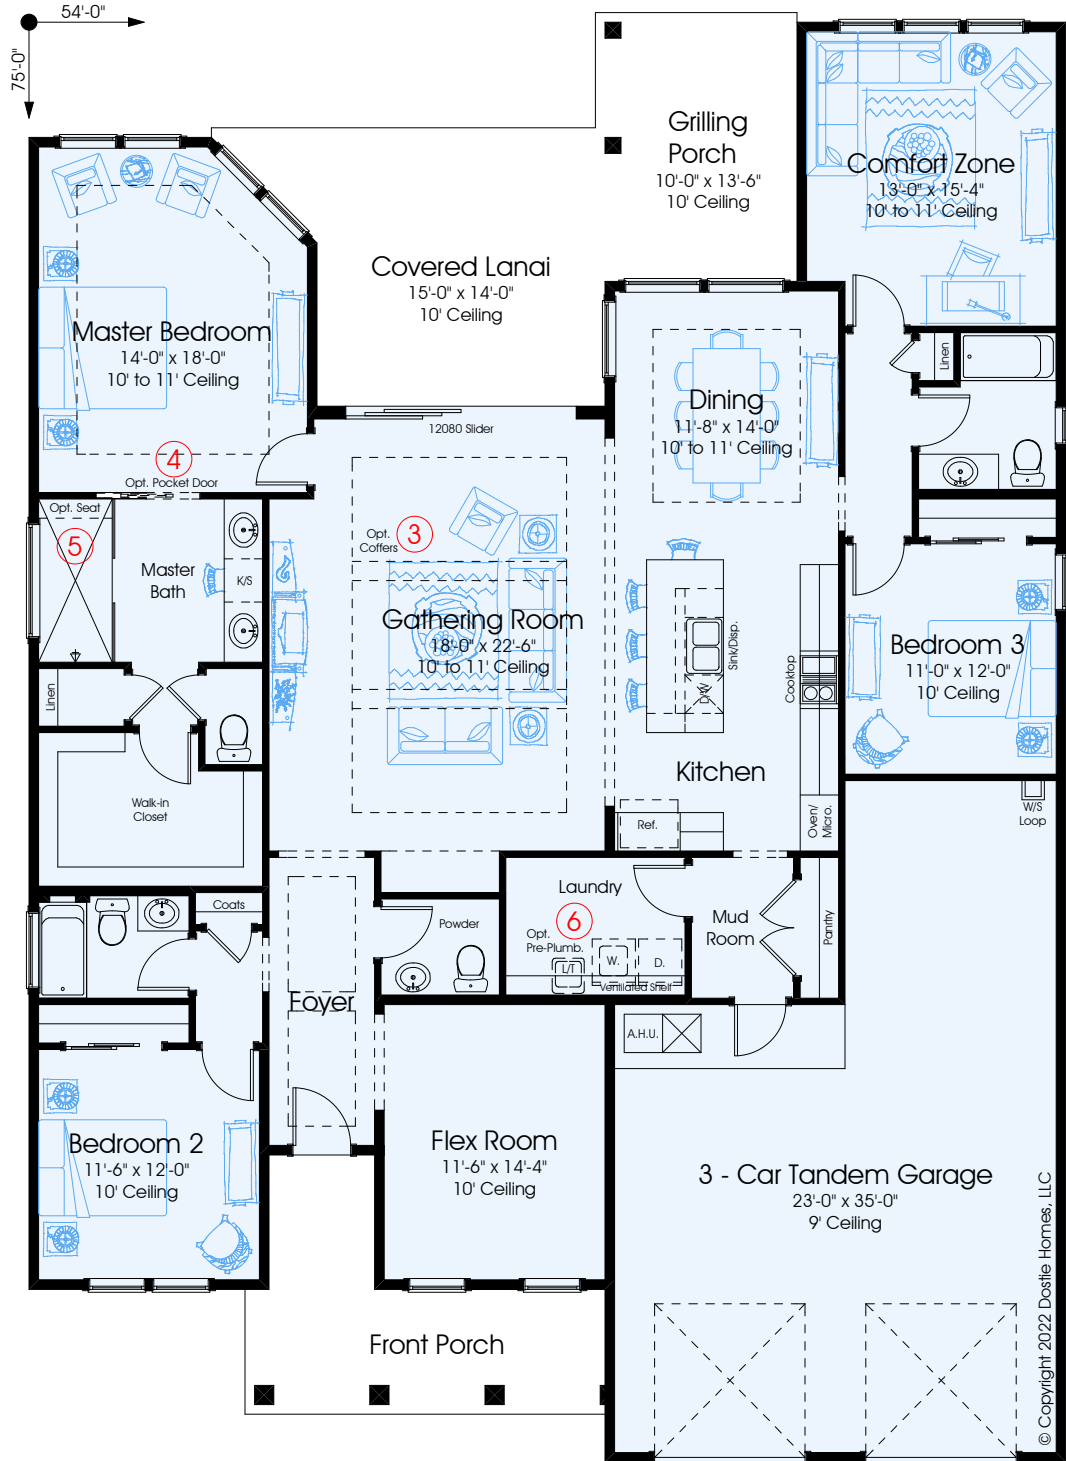 54'-0"
75'-0"
Grilling
Porch
10'-0" x 13'-6"
10' Ceiling
Comfort Zone
13'-0" x 15'-4"
10' to 11' Ceiling
Covered Lanai
15'-0" x 14'-0"
10' Ceiling
Master Bedroom
14'-0" x 18'-0"
10' to 11' Ceiling
4
Opt. Pocket Door
12080 Slider
Dining
11'-8" x 14'-0"
10' to 11' Ceiling
Linen
Opt. Seat
5
Master
Bath
K/S
Opt.
Coffers
3
Gathering Room
18'-0" x 22'-6"
10' to 11' Ceiling
Sink/Disp.
D/W
Cooktop
Kitchen
Ref.
Oven/
Micro.
Bedroom 3
11'-0" x 12'-0"
10' Ceiling
Linen
Walk-in
Closet
W/S
Loop
Coats
Powder
Laundry
6
Opt.
Pre-Plumb.
L/T
W.
D.
Ventilated Shelf
Mud
Room
Pantry
Foyer
A.H.U.
Bedroom 2
11'-6" x 12'-0"
10' Ceiling
Flex Room
11'-6" x 14'-4"
10' Ceiling
3 - Car Tandem Garage
23'-0" x 35'-0"
9' Ceiling
Front Porch
© Copyright 2022 Dostie Homes, LLC